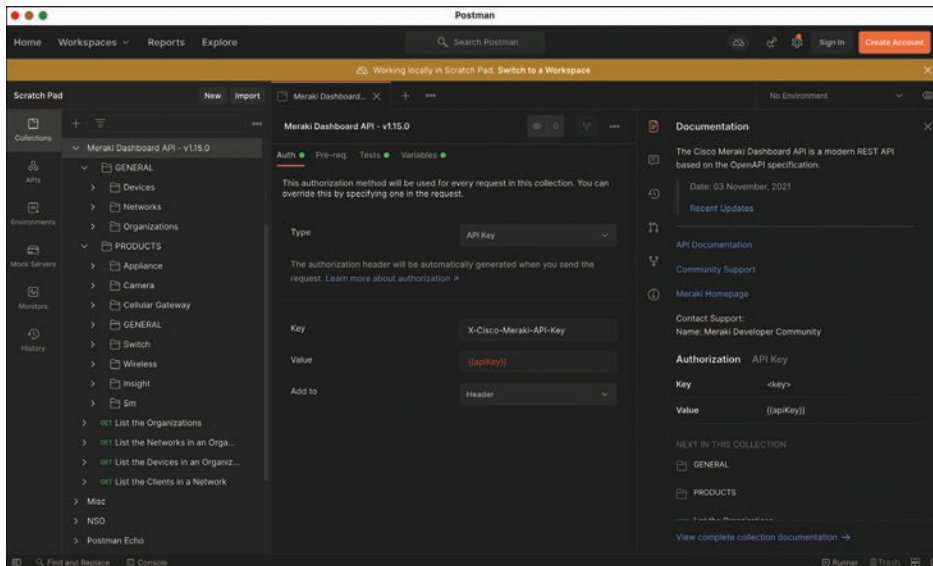 Postman
Home Workspaces Reports Explore
Search Postman
Sign In
Create Account
Working locally in Scratch Pad. Switch to a Workspace
Scratch Pad
New Import
Meraki Dashboard...
No Environment
Collections
APIs
Environments
Mock Servers
Monitors
History
Meraki Dashboard API - v1.15.0
GENERAL
Devices
Networks
Organizations
PRODUCTS
Appliance
Camera
Cellular Gateway
GENERAL
Switch
Wireless
Insight
Sm
GET List the Organizations
GET List the Networks in an Orga...
GET List the Devices in an Organiz...
GET List the Clients in a Network
Misc
NSO
Postman Echo
Meraki Dashboard API - v1.15.0
0
Auth Pre-req. Tests Variables
This authorization method will be used for every request in this collection. You can
override this by specifying one in the request.
Type
API Key
The authorization header will be automatically generated when you send the
request. Learn more about authorization
Key
X-Cisco-Meraki-API-Key
Value
{{apiKey}}
Add to
Header
Documentation
The Cisco Meraki Dashboard API is a modern REST API
based on the OpenAPI specification.
Date: 03 November, 2021
Recent Updates
API Documentation
Community Support
Meraki Homepage
Contact Support:
Name: Meraki Developer Community
Authorization API Key
Key <key>
Value {{apiKey}}
NEXT IN THIS COLLECTION
GENERAL
PRODUCTS
List the Organizations
View complete collection documentation →
Find and Replace Console
Runner Trash